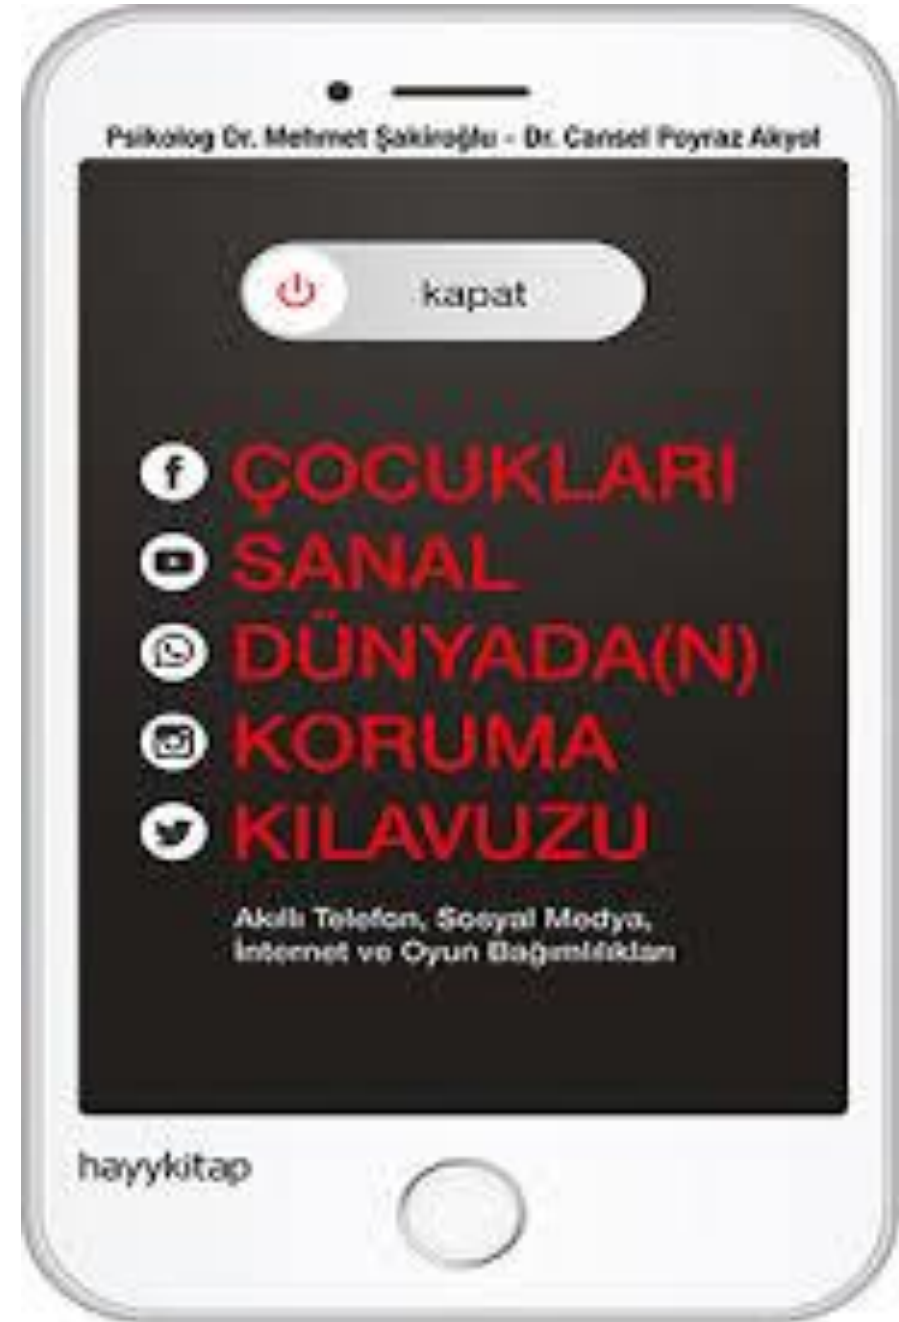 Psikolog Dr. Mehmet Şakiroğlu - Dr. Cansel Poyraz Akyol
kapat
ÇOCUKLARI
SANAL
DÜNYADA(N)
KORUMA
KILAVUZU
Akıllı Telefon, Sosyal Medya,
İnternet ve Oyun Bağımlılıkları
hayykitap